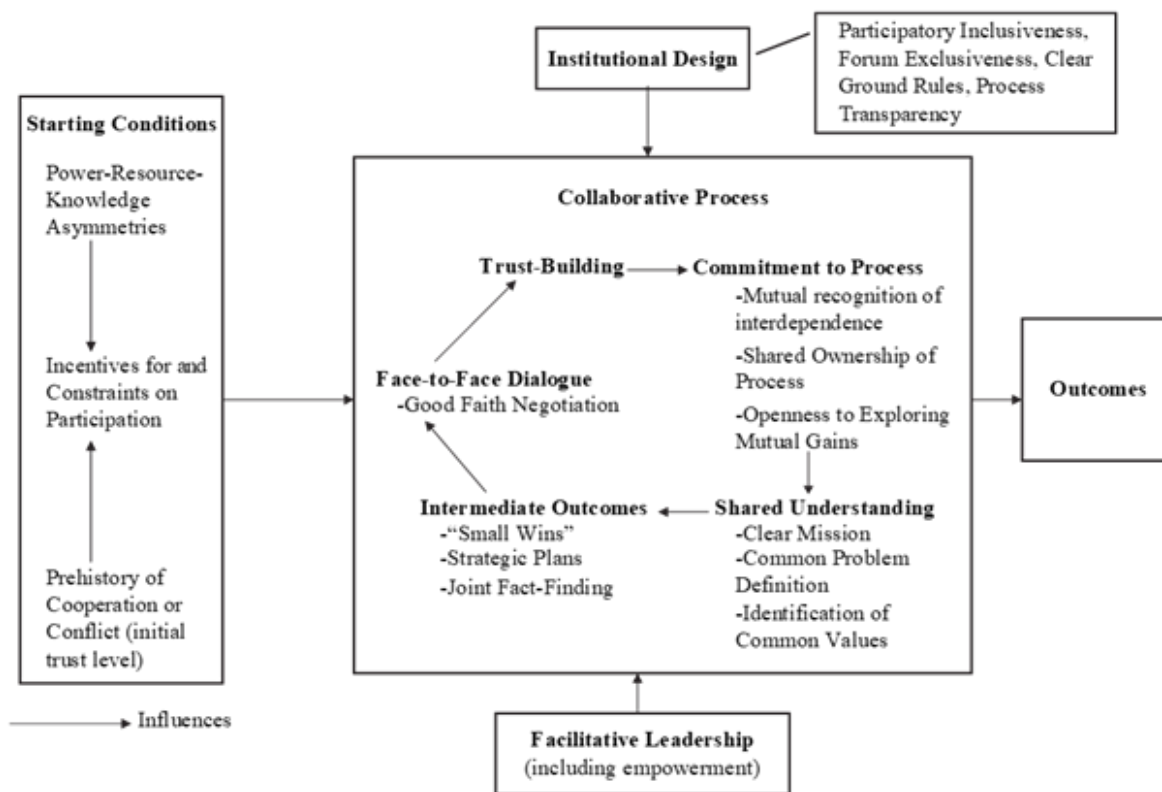 Institutional Design
Participatory Inclusiveness,
Forum Exclusiveness, Clear
Ground Rules, Process
Transparency
Starting Conditions
Power-Resource-
Knowledge
Asymmetries
Incentives for and
Constraints on
Participation
Prehistory of
Cooperation or
Conflict (initial
trust level)
Influences
Collaborative Process
Trust-Building
Commitment to Process
-Mutual recognition of
interdependence
-Shared Ownership of
Process
-Openness to Exploring
Mutual Gains
Face-to-Face Dialogue
-Good Faith Negotiation
Intermediate Outcomes
-“Small Wins”
-Strategic Plans
-Joint Fact-Finding
Shared Understanding
-Clear Mission
-Common Problem
Definition
-Identification of
Common Values
Outcomes
Facilitative Leadership
(including empowerment)